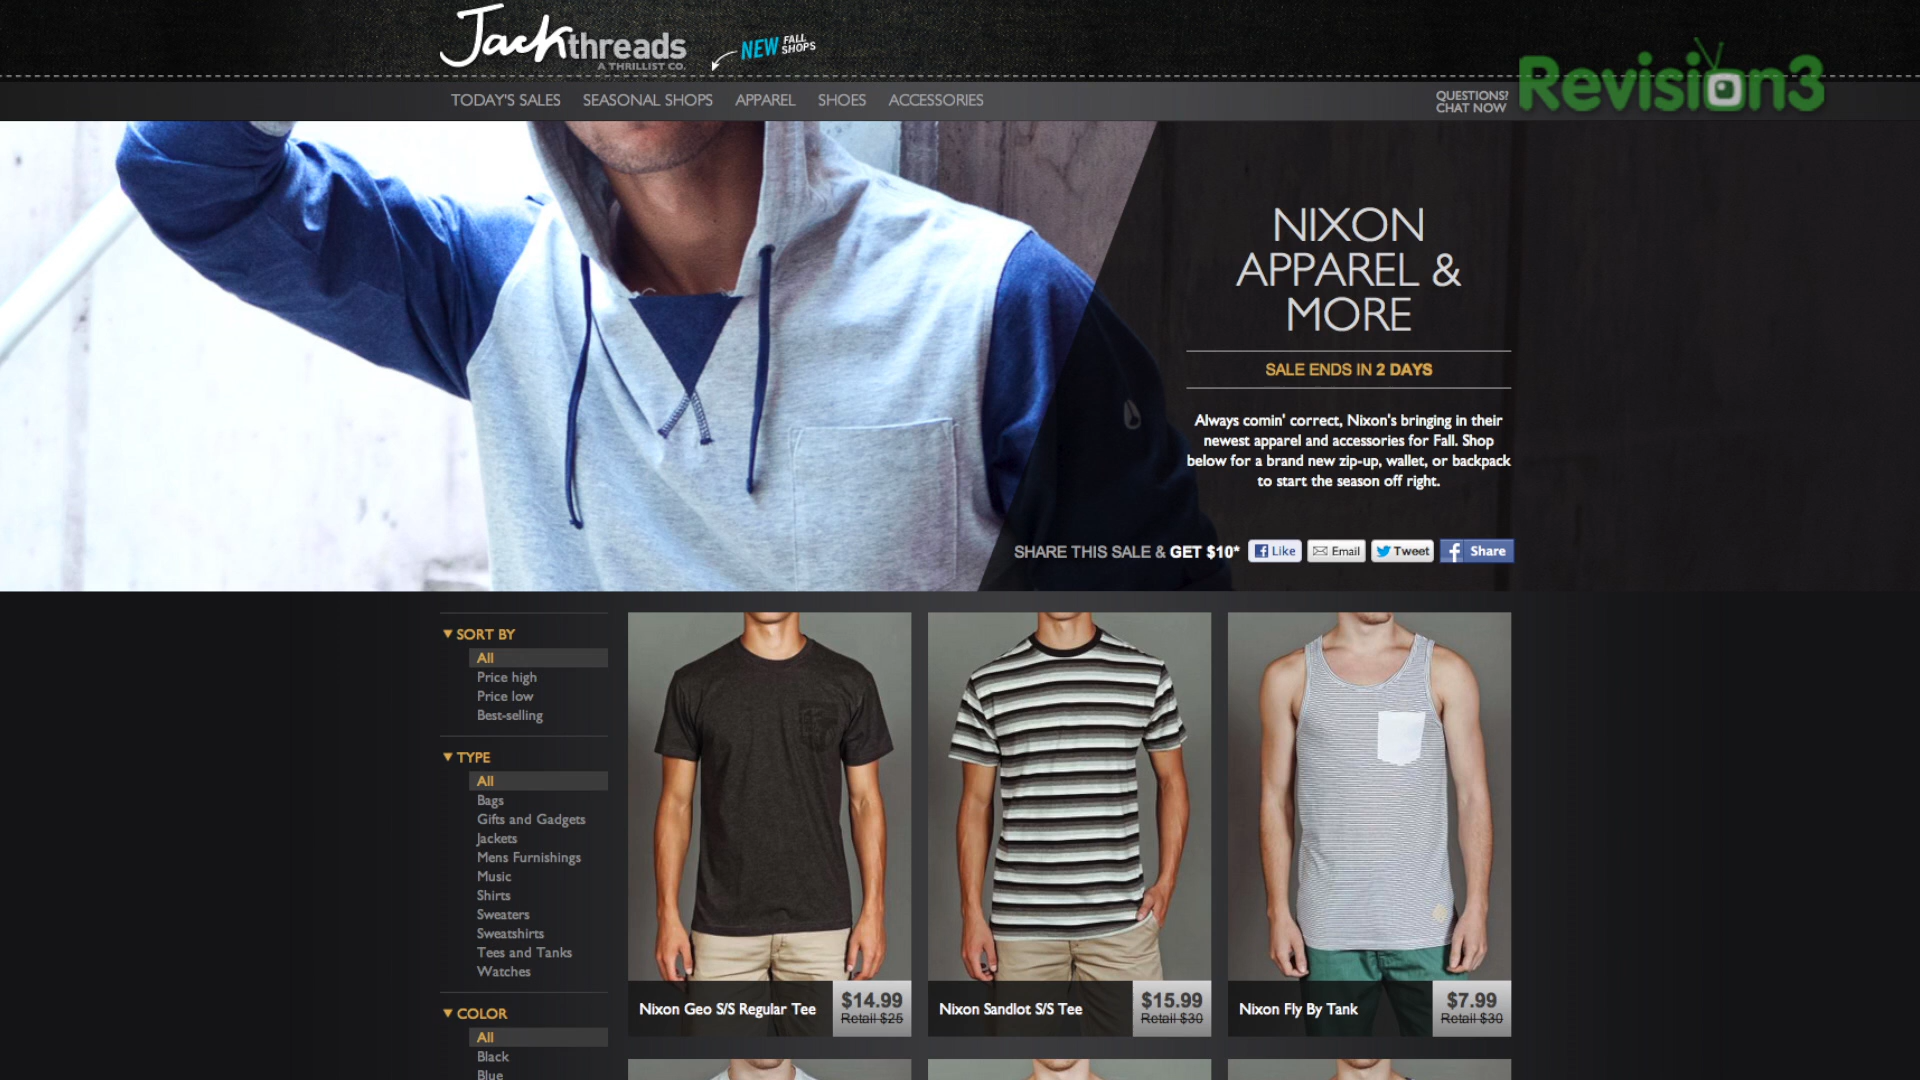 Jackthreads
A THRILLIST CO.
NEW FALL SHOPS
Revision3
TODAY'S SALES SEASONAL SHOPS APPAREL SHOES ACCESSORIES
QUESTIONS?
CHAT NOW
NIXON
APPAREL &
MORE
SALE ENDS IN 2 DAYS
Always comin' correct, Nixon's bringing in their
newest apparel and accessories for Fall. Shop
below for a brand new zip-up, wallet, or backpack
to start the season off right.
SHARE THIS SALE & GET $10* Like Email Tweet Share
SORT BY
All
Price high
Price low
Best-selling
TYPE
All
Bags
Gifts and Gadgets
Jackets
Mens Furnishings
Music
Shirts
Sweaters
Sweatshirts
Tees and Tanks
Watches
COLOR
All
Black
Blue
Nixon Geo S/S Regular Tee
$14.99
Retail $25
Nixon Sandlot S/S Tee
$15.99
Retail $30
Nixon Fly By Tank
$7.99
Retail $30